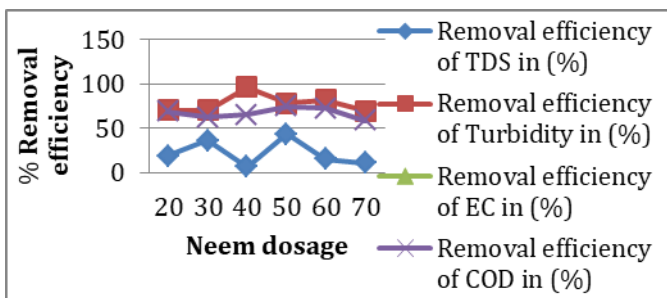 % Removal
efficiency
150
100
50
0
20 30 40 50 60 70
Neem dosage
Removal efficiency
of TDS in (%)
Removal efficiency
of Turbidity in (%)
Removal efficiency
of EC in (%)
Removal efficiency
of COD in (%)